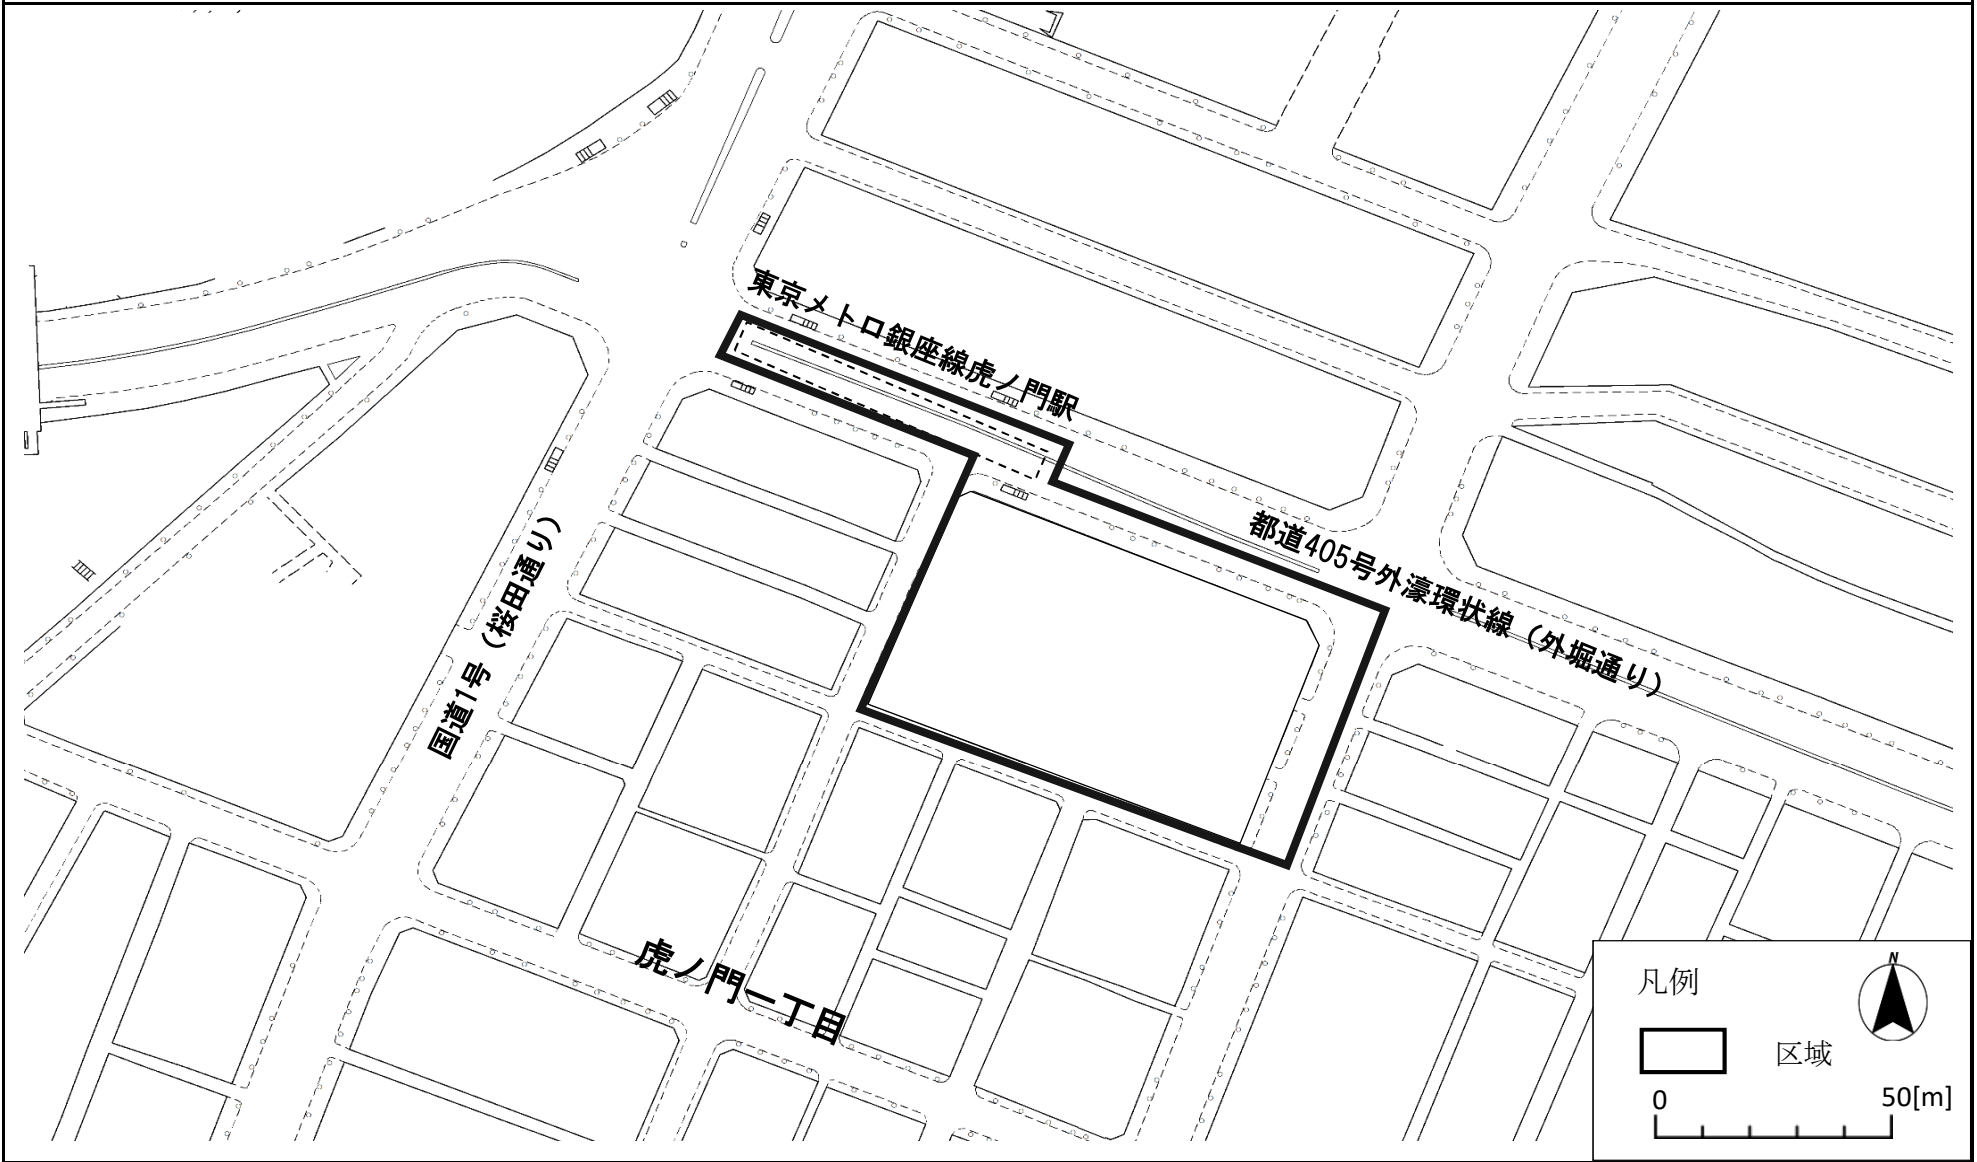 東京メトロ銀座線虎ノ門駅
都道405号外濠環状線（外堀通り）
国道1号（桜田通り）
虎ノ門一丁目
凡例
N
区域
0
50[m]